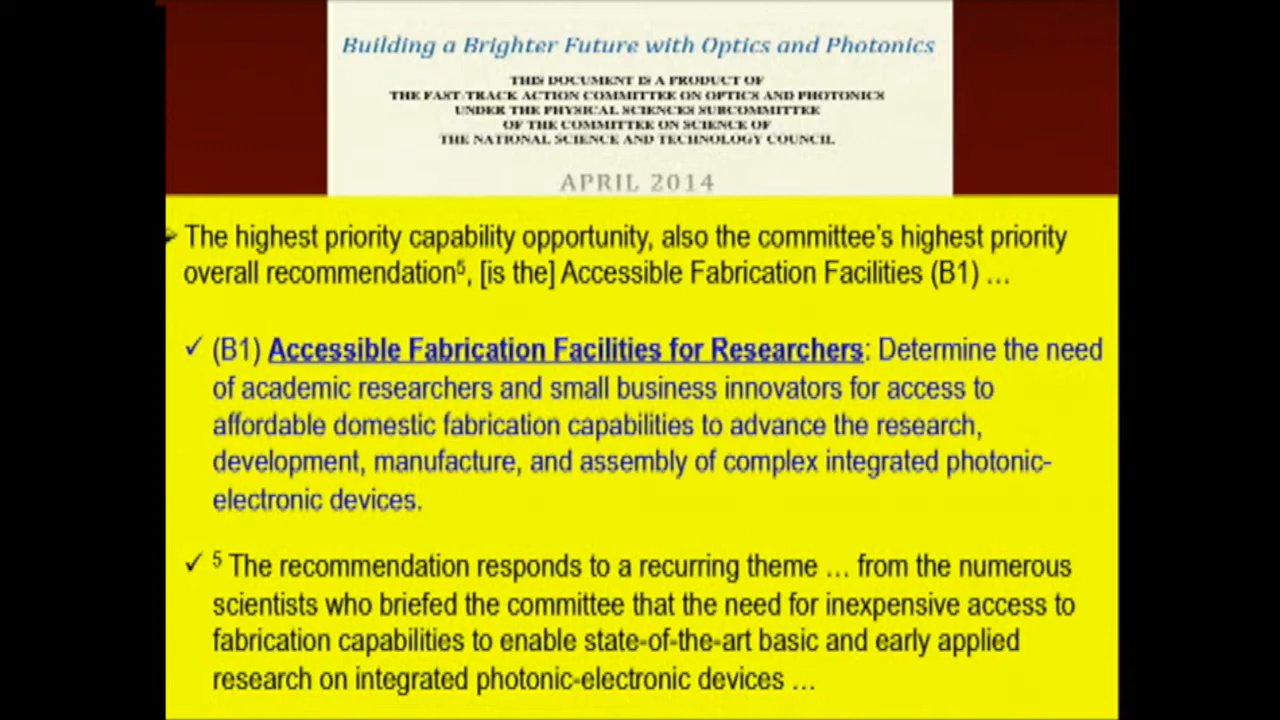 Building a Brighter Future with Optics and Photonics
THIS DOCUMENT IS A PRODUCT OF
THE FAST-TRACK ACTION COMMITTEE ON OPTICS AND PHOTONICS
UNDER THE PHYSICAL SCIENCES SUBCOMMITTEE
OF THE COMMITTEE ON SCIENCE OF
THE NATIONAL SCIENCE AND TECHNOLOGY COUNCIL
APRIL 2014
The highest priority capability opportunity, also the committee's highest priority
overall recommendation⁵, [is the] Accessible Fabrication Facilities (B1) …
✓ (B1) Accessible Fabrication Facilities for Researchers: Determine the need
of academic researchers and small business innovators for access to
affordable domestic fabrication capabilities to advance the research,
development, manufacture, and assembly of complex integrated photonic-
electronic devices.
✓ ⁵ The recommendation responds to a recurring theme … from the numerous
scientists who briefed the committee that the need for inexpensive access to
fabrication capabilities to enable state-of-the-art basic and early applied
research on integrated photonic-electronic devices …